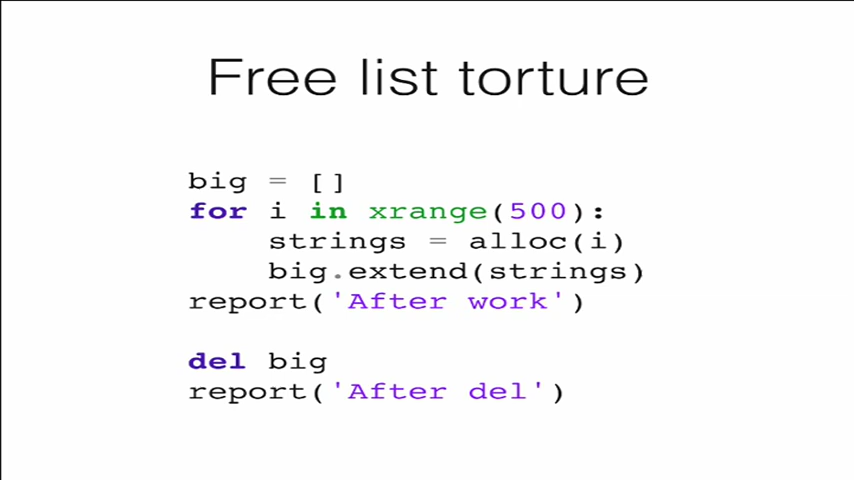 Free list torture
big = []
for i in xrange(500):
    strings = alloc(i)
    big.extend(strings)
report('After work')
del big
report('After del')